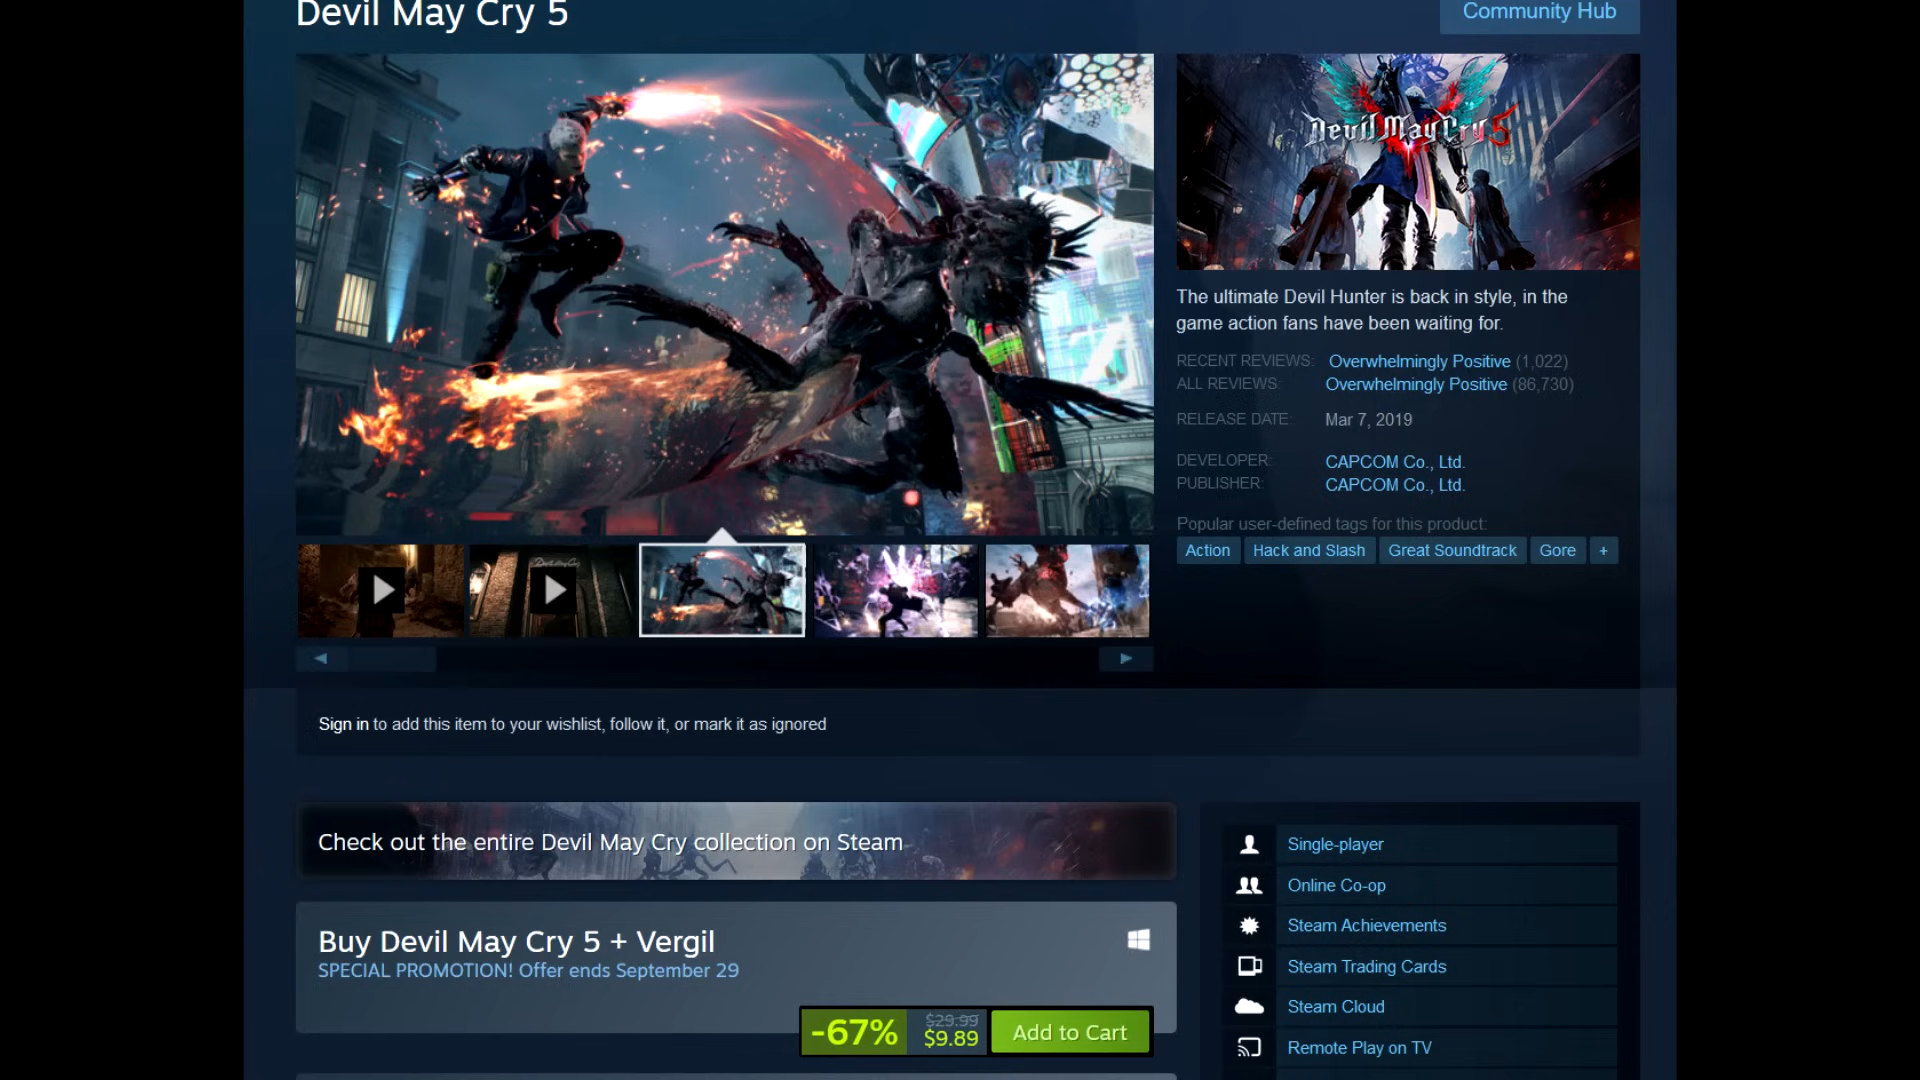 Devil May Cry 5
Community Hub
Devil May Cry 5
The ultimate Devil Hunter is back in style, in the
game action fans have been waiting for.
RECENT REVIEWS: Overwhelmingly Positive (1,022)
ALL REVIEWS: Overwhelmingly Positive (86,730)
RELEASE DATE: Mar 7, 2019
DEVELOPER: CAPCOM Co., Ltd.
PUBLISHER: CAPCOM Co., Ltd.
Popular user-defined tags for this product:
Action Hack and Slash Great Soundtrack Gore +
Devil May Cry
Sign in to add this item to your wishlist, follow it, or mark it as ignored
Check out the entire Devil May Cry collection on Steam
Buy Devil May Cry 5 + Vergil
SPECIAL PROMOTION! Offer ends September 29
-67% $29.99 $9.89 Add to Cart
Single-player
Online Co-op
Steam Achievements
Steam Trading Cards
Steam Cloud
Remote Play on TV